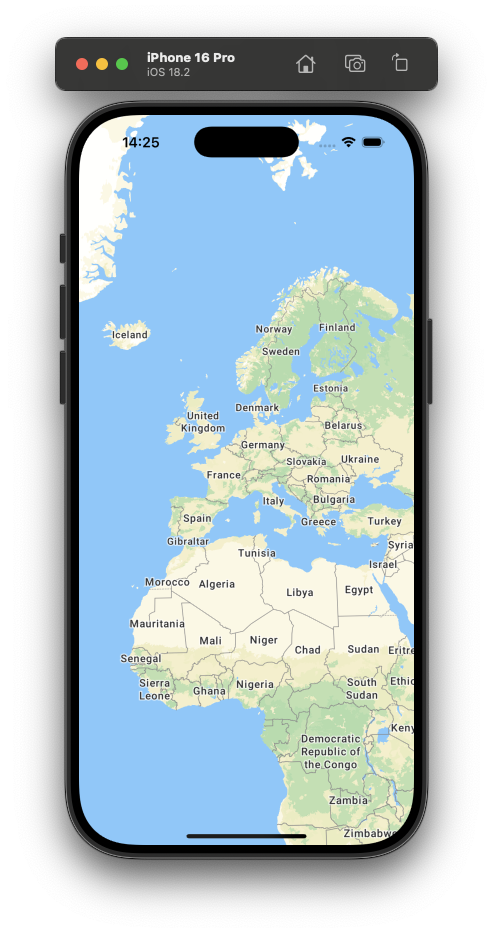 iPhone 16 Pro
iOS 18.2
14:25
Iceland
Norway
Finland
Sweden
Estonia
Denmark
United
Kingdom
Belarus
Germany
Slovakia
Ukraine
France
Romania
Italy
Bulgaria
Spain
Greece
Turkey
Gibraltar
Syria
Tunisia
Israel
Morocco
Algeria
Libya
Egypt
Mauritania
Mali
Niger
Chad
Sudan
Eritre
Senegal
Sierra
Leone
Ghana
Nigeria
South
Sudan
Ethio
Keny
Democratic
Republic of
the Congo
Zambia
Zimbabwe